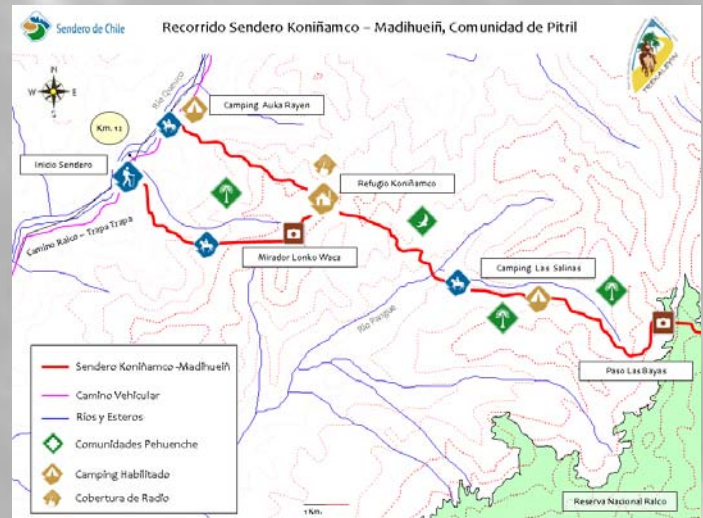 Sendero de Chile
Recorrido Sendero Koniñamco – Madihueiñ, Comunidad de Pitril
N
W
E
S
Río Queuco
Camping Auka Rayen
Km. 12
Inicio Sendero
Refugio Koniñamco
Camino Ralco – Trapa Trapa
Mirador Lonko Waca
Camping Las Salinas
Río Pangue
Paso Las Bayas
Sendero Koniñamco -Madihueiñ
Camino Vehicular
Ríos y Esteros
Comunidades Pehuenche
Camping Habilitado
Cobertura de Radio
1 Km.
Reserva Nacional Ralco